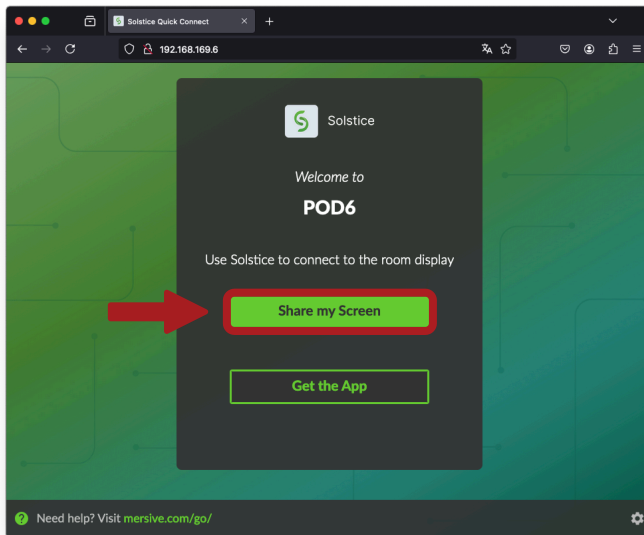 Solstice Quick Connect
192.168.169.6
Solstice
Welcome to
POD6
Use Solstice to connect to the room display
Share my Screen
Get the App
Need help? Visit mersive.com/go/